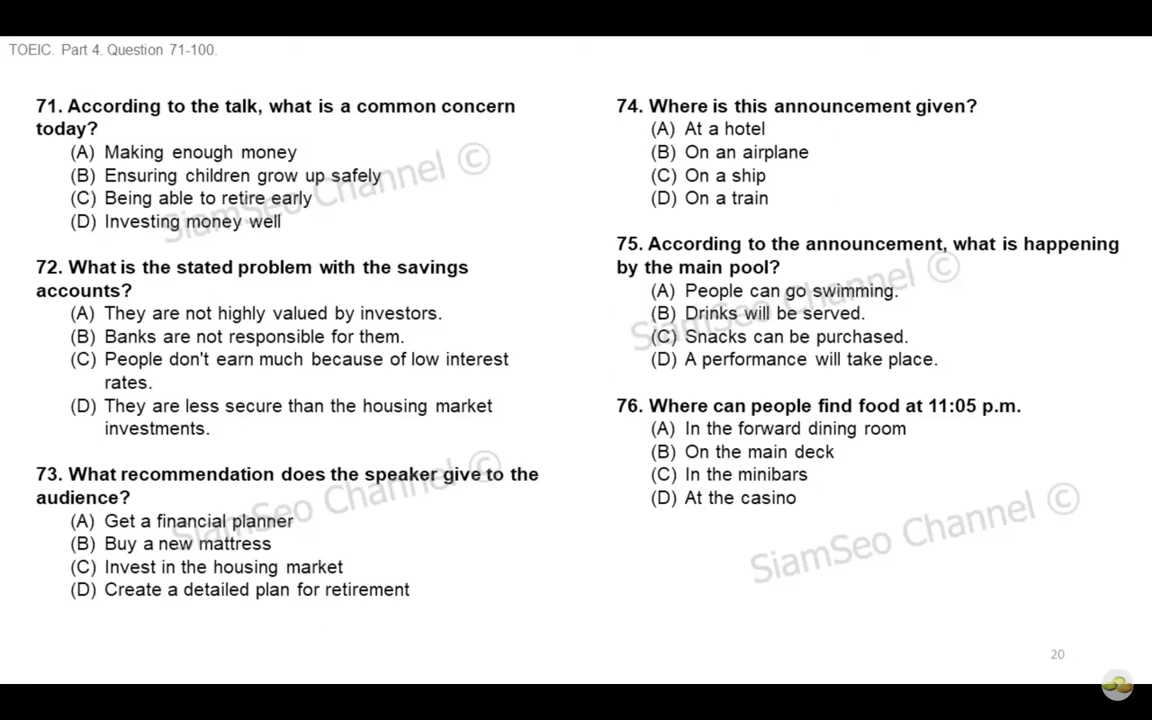 TOEIC. Part 4. Question 71-100.
71. According to the talk, what is a common concern
today?
(A) Making enough money
(B) Ensuring children grow up safely
(C) Being able to retire early
(D) Investing money well
72. What is the stated problem with the savings
accounts?
(A) They are not highly valued by investors.
(B) Banks are not responsible for them.
(C) People don't earn much because of low interest
rates.
(D) They are less secure than the housing market
investments.
73. What recommendation does the speaker give to the
audience?
(A) Get a financial planner
(B) Buy a new mattress
(C) Invest in the housing market
(D) Create a detailed plan for retirement
74. Where is this announcement given?
(A) At a hotel
(B) On an airplane
(C) On a ship
(D) On a train
75. According to the announcement, what is happening
by the main pool?
(A) People can go swimming.
(B) Drinks will be served.
(C) Snacks can be purchased.
(D) A performance will take place.
76. Where can people find food at 11:05 p.m.
(A) In the forward dining room
(B) On the main deck
(C) In the minibars
(D) At the casino
SiamSeo Channel ©
SiamSeo Channel ©
SiamSeo Channel ©
SiamSeo Channel ©
20